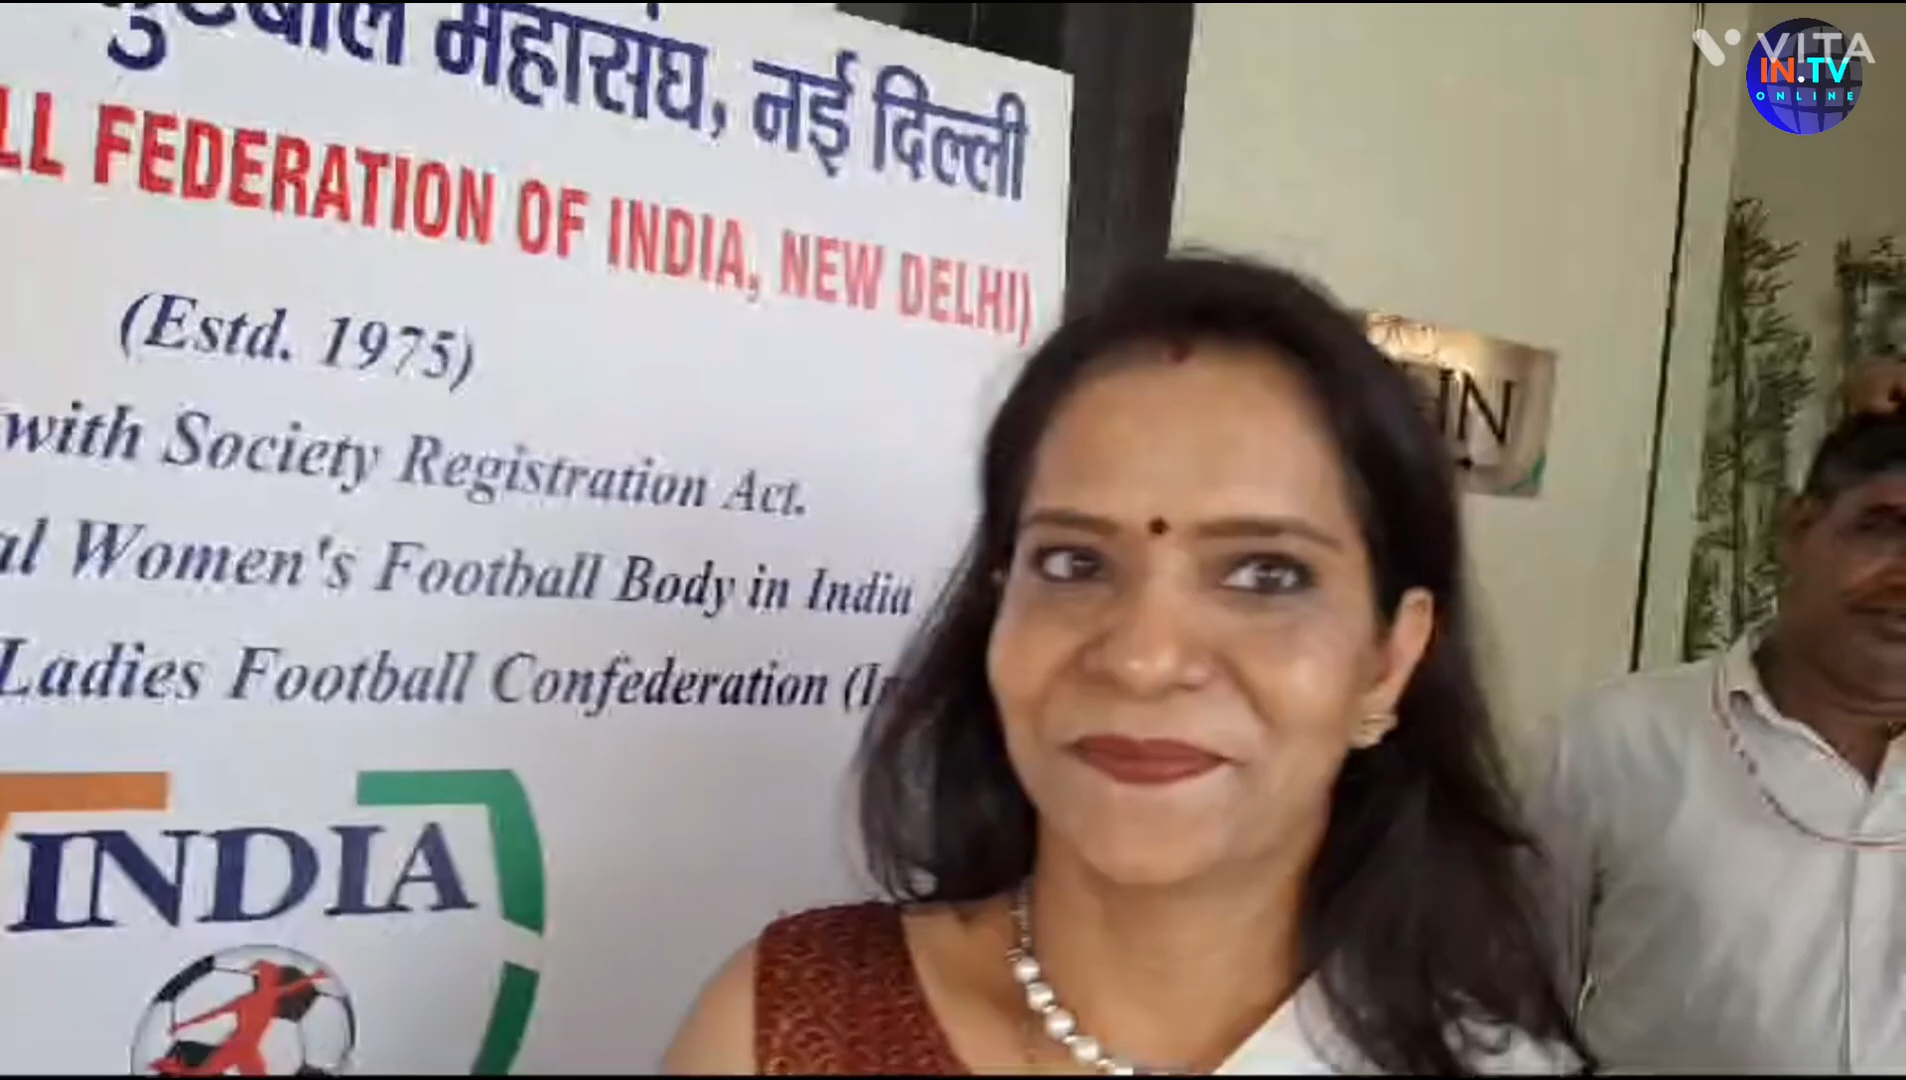 महासंघ, नई दिल्ली
LL FEDERATION OF INDIA, NEW DELHI)
(Estd. 1975)
with Society Registration Act.
al Women's Football Body in India
Ladies Football Confederation (In
INDIA
VITA
IN.TV
ONLINE